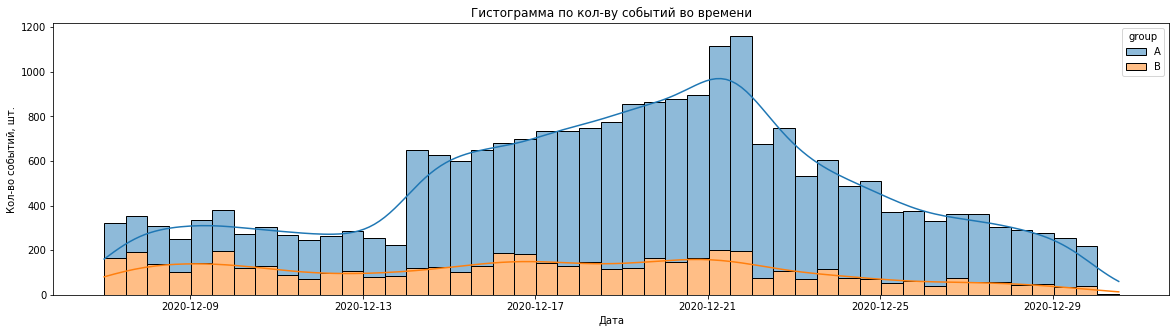 Гистограмма по кол-ву событий во времени
group
A
B
1200
1000
800
600
400
200
0
Кол-во событий, шт.
2020-12-09 2020-12-13 2020-12-17 2020-12-21 2020-12-25 2020-12-29
Дата